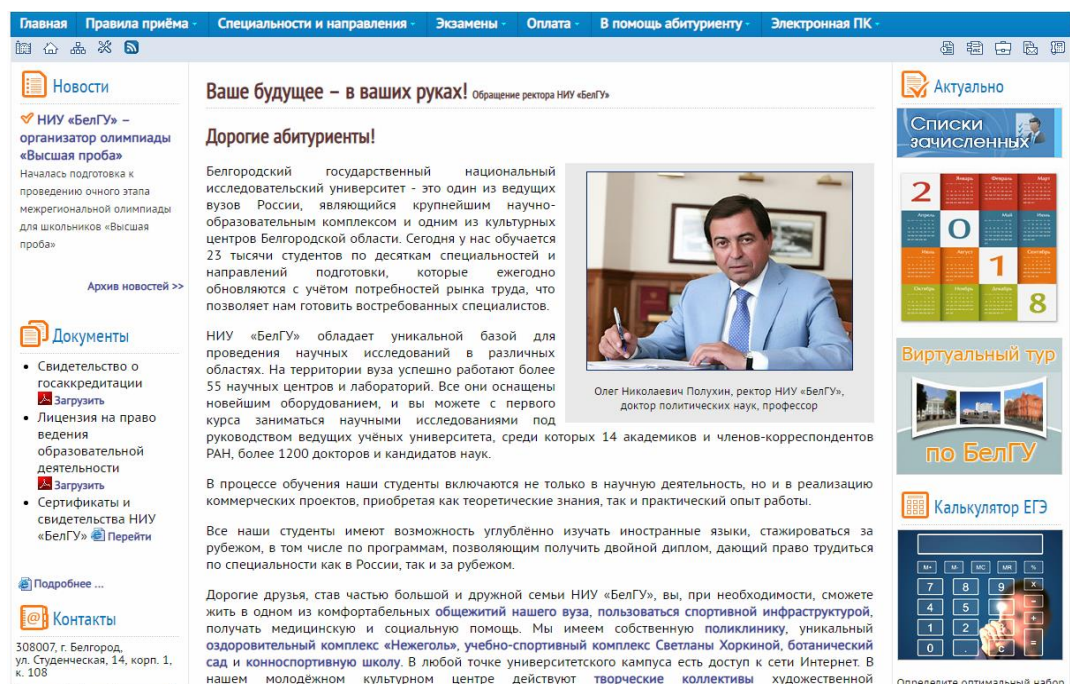 Главная Правила приёма Специальности и направления Экзамены Оплата В помощь абитуриенту Электронная ПК
Новости
НИУ «БелГУ» –
организатор олимпиады
«Высшая проба»
Началась подготовка к
проведению очного этапа
межрегиональной олимпиады
для школьников «Высшая
проба»
Архив новостей >>
Документы
Свидетельство о
госаккредитации
Загрузить
Лицензия на право
ведения
образовательной
деятельности
Загрузить
Сертификаты и
свидетельства НИУ
«БелГУ» Перейти
Подробнее ...
Контакты
308007, г. Белгород,
ул. Студенческая, 14, корп. 1,
к. 108
Ваше будущее – в ваших руках! Обращение ректора НИУ «БелГУ»
Дорогие абитуриенты!
Белгородский государственный национальный
исследовательский университет - это один из ведущих
вузов России, являющийся крупнейшим научно-
образовательным комплексом и одним из культурных
центров Белгородской области. Сегодня у нас обучается
23 тысячи студентов по десяткам специальностей и
направлений подготовки, которые ежегодно
обновляются с учётом потребностей рынка труда, что
позволяет нам готовить востребованных специалистов.
Олег Николаевич Полухин, ректор НИУ «БелГУ»,
доктор политических наук, профессор
НИУ «БелГУ» обладает уникальной базой для
проведения научных исследований в различных
областях. На территории вуза успешно работают более
55 научных центров и лабораторий. Все они оснащены
новейшим оборудованием, и вы можете с первого
курса заниматься научными исследованиями под
руководством ведущих учёных университета, среди которых 14 академиков и членов-корреспондентов
РАН, более 1200 докторов и кандидатов наук.
В процессе обучения наши студенты включаются не только в научную деятельность, но и в реализацию
коммерческих проектов, приобретая как теоретические знания, так и практический опыт работы.
Все наши студенты имеют возможность углублённо изучать иностранные языки, стажироваться за
рубежом, в том числе по программам, позволяющим получить двойной диплом, дающий право трудиться
по специальности как в России, так и за рубежом.
Дорогие друзья, став частью большой и дружной семьи НИУ «БелГУ», вы, при необходимости, сможете
жить в одном из комфортабельных общежитий нашего вуза, пользоваться спортивной инфраструктурой,
получать медицинскую и социальную помощь. Мы имеем собственную поликлинику, уникальный
оздоровительный комплекс «Нежеголь», учебно-спортивный комплекс Светланы Хоркиной, ботанический
сад и конноспортивную школу. В любой точке университетского кампуса есть доступ к сети Интернет. В
нашем молодёжном культурном центре действуют творческие коллективы художественной
Актуально
Списки
зачисленных
Январь Февраль Март
2
Апрель Май Июнь
0
Июль Август Сентябрь
1
Октябрь Ноябрь Декабрь
8
Виртуальный тур
по БелГУ
Калькулятор ЕГЭ
M+ M- MC MR %
7 8 9 X
4 5 -
1 2 +
0 . C =
Определите оптимальный набор